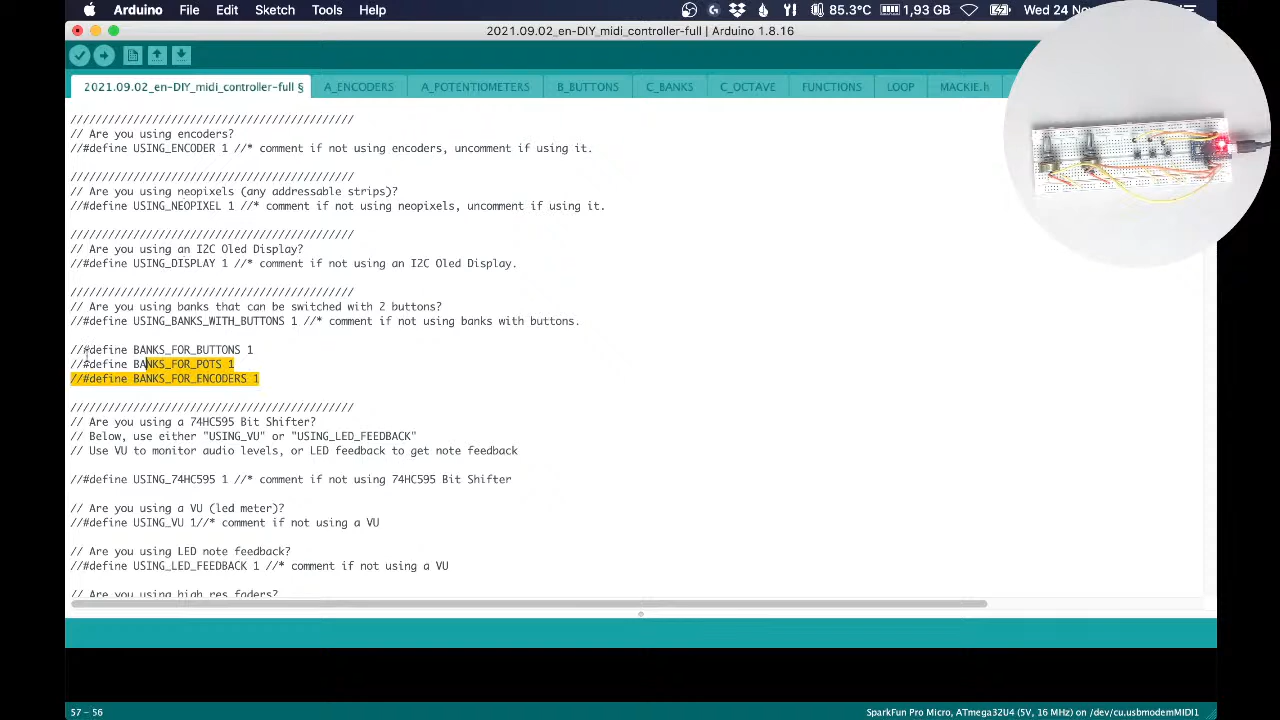 Arduino File Edit Sketch Tools Help 85.3°C 1,93 GB Wed 24 Nov
2021.09.02_en-DIY_midi_controller-full | Arduino 1.8.16
2021.09.02_en-DIY_midi_controller-full § A_ENCODERS A_POTENTIOMETERS B_BUTTONS C_BANKS C_OCTAVE FUNCTIONS LOOP MACKIE.h
/////////////////////////////////////////////
// Are you using encoders?
//#define USING_ENCODER 1 //* comment if not using encoders, uncomment if using it.
/////////////////////////////////////////////
// Are you using neopixels (any addressable strips)?
//#define USING_NEOPIXEL 1 //* comment if not using neopixels, uncomment if using it.
/////////////////////////////////////////////
// Are you using an I2C Oled Display?
//#define USING_DISPLAY 1 //* comment if not using an I2C Oled Display.
/////////////////////////////////////////////
// Are you using banks that can be switched with 2 buttons?
//#define USING_BANKS_WITH_BUTTONS 1 //* comment if not using banks with buttons.
//#define BANKS_FOR_BUTTONS 1
//#define BANKS_FOR_POTS 1
//#define BANKS_FOR_ENCODERS 1
/////////////////////////////////////////////
// Are you using a 74HC595 Bit Shifter?
// Below, use either "USING_VU" or "USING_LED_FEEDBACK"
// Use VU to monitor audio levels, or LED feedback to get note feedback
//#define USING_74HC595 1 //* comment if not using 74HC595 Bit Shifter
// Are you using a VU (led meter)?
//#define USING_VU 1//* comment if not using a VU
// Are you using LED note feedback?
//#define USING_LED_FEEDBACK 1 //* comment if not using a VU
// Are you using high res faders?
57 - 56 SparkFun Pro Micro, ATmega32U4 (5V, 16 MHz) on /dev/cu.usbmodemMIDI1